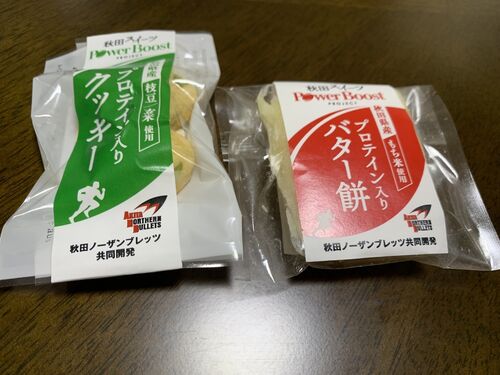 秋田スイーツ
Power Boost
PROJECT
県産 枝豆 菜 使用
プロテイン入り
クッキー
AKITA
NORTHERN
BULLETS
秋田ノーザンブレッツ
共同開発
秋田スイーツ
Power Boost
PROJECT
秋田県産 もち米使用
プロテイン入り
バター餅
AKITA
NORTHERN
BULLETS
秋田ノーザンブレッツ共同開発